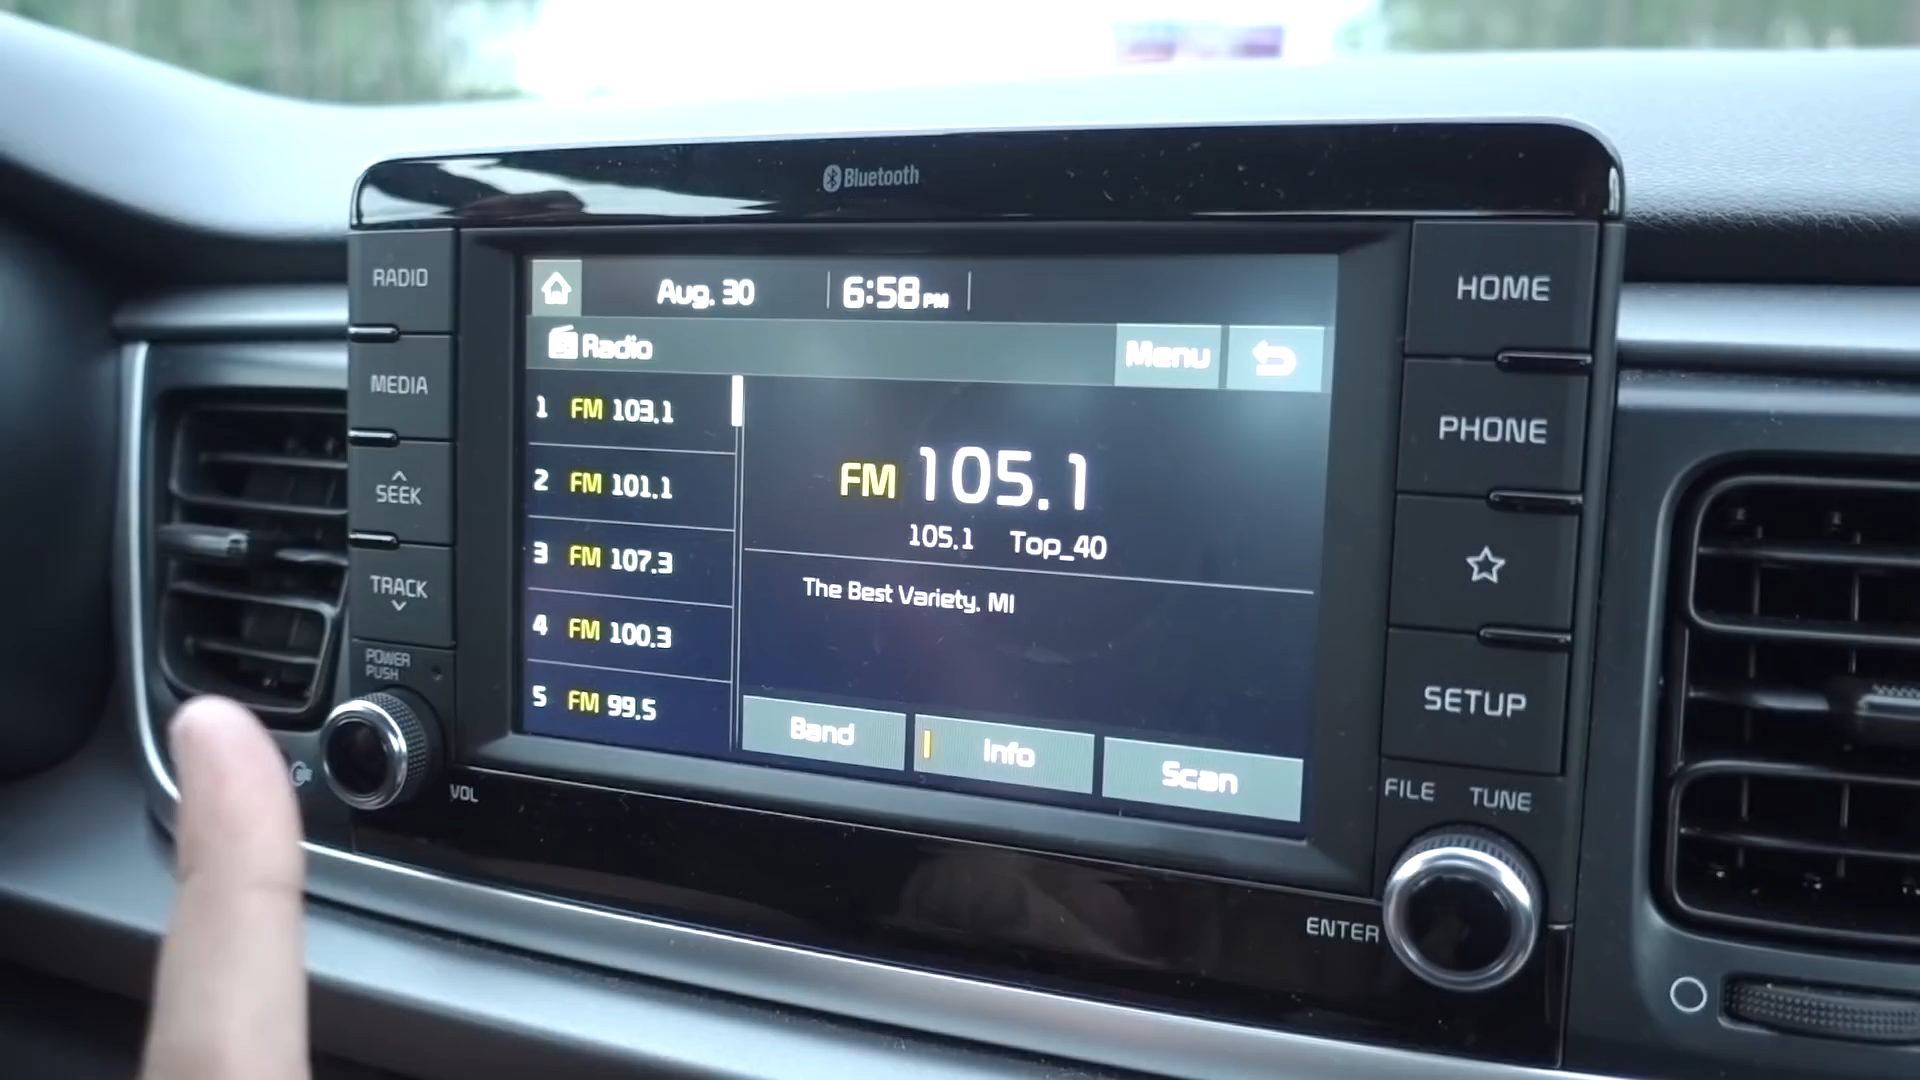 Bluetooth
RADIO
MEDIA
SEEK
TRACK
POWER
PUSH
VOL
Aug. 30
6:58 PM
Radio
Menu
1 FM 103.1
2 FM 101.1
3 FM 107.3
4 FM 100.3
5 FM 99.5
FM 105.1
105.1 Top_40
The Best Variety. MI
Band
Info
Scan
HOME
PHONE
SETUP
FILE TUNE
ENTER